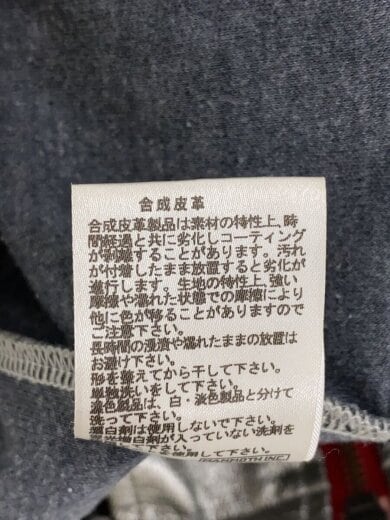 合成皮革
合成皮革製品は素材の特性上、時
間経過と共に劣化しコーティング
が剥離することがあります。汚れ
が付着したまま放置すると劣化が
進行します。生地の特性上、強い
摩擦や濡れた状態での摩擦により
他に色が移ることがありますので
ご注意下さい。
長時間の浸漬や濡れたままの放置は
お避け下さい。
形を整えてから干して下さい。
単独洗いをして下さい。
濃色製品は、白・淡色製品と分けて
洗って下さい。
漂白剤は使用しないで下さい。
増白剤が入っていない洗剤を
使用して下さい。
MAMMOTH INC.